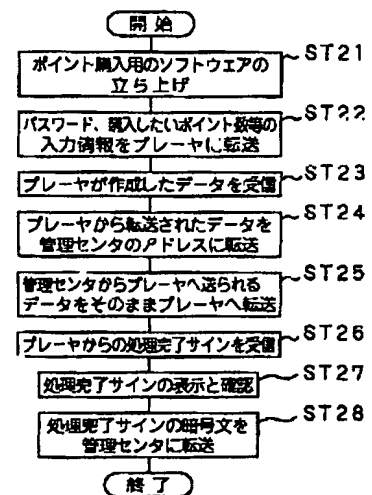 開始
ポイント購入用のソフトウェアの
立ち上げ
ST21
パスワード、購入したいポイント数等の
入力情報をプレーヤに転送
ST22
プレーヤが作成したデータを受信
ST23
プレーヤから転送されたデータを
管理センタのアドレスに転送
ST24
管理センタからプレーヤへ送られる
データをそのままプレーヤへ転送
ST25
プレーヤからの処理完了サインを受信
ST26
処理完了サインの表示と確認
ST27
処理完了サインの暗号文を
管理センタに転送
ST28
終了